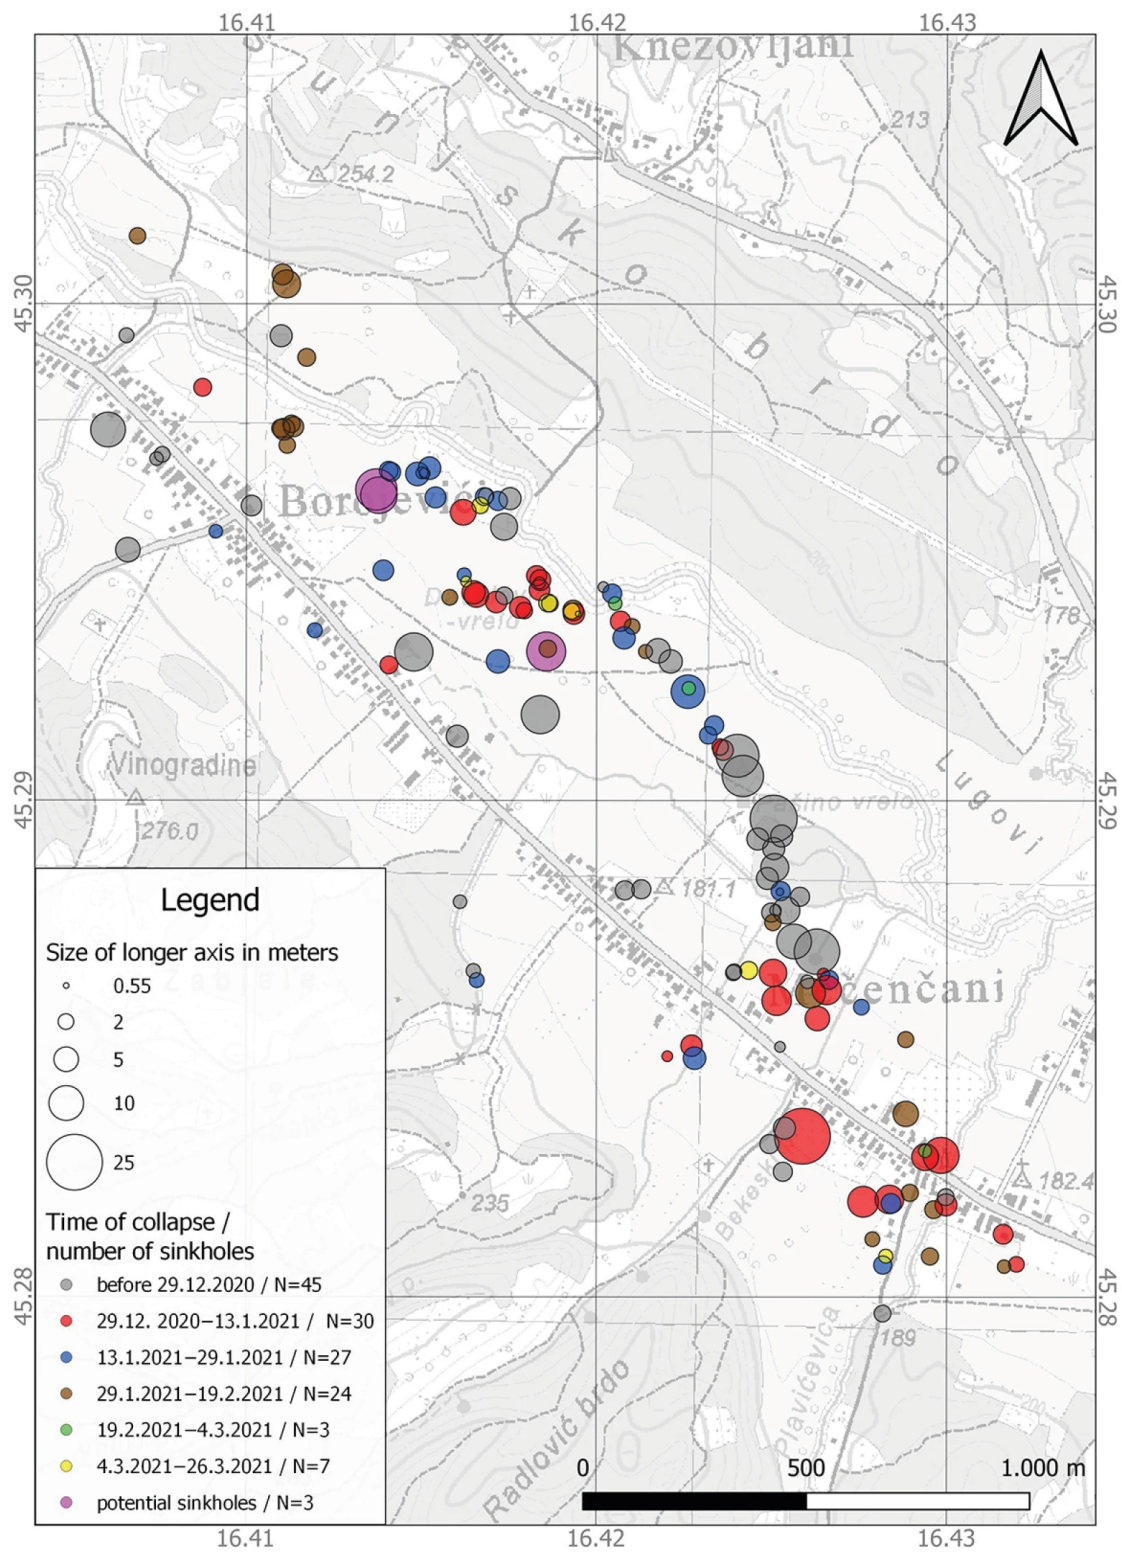 16.41 16.42 16.43
Knezovljani
S u n s k o b r d o
213
254.2
45.30 45.30
Borojevići
-vrelo
178
Vinogradine
276.0
Lugovi
45.29 45.29
Pašino vrelo
181.1
Mečenčani
235
182.4
45.28 45.28
189
Plavićevica
Radlović brdo
Legend
Size of longer axis in meters
0.55
2
5
10
25
Time of collapse /
number of sinkholes
before 29.12.2020 / N=45
29.12. 2020–13.1.2021 / N=30
13.1.2021–29.1.2021 / N=27
29.1.2021–19.2.2021 / N=24
19.2.2021–4.3.2021 / N=3
4.3.2021–26.3.2021 / N=7
potential sinkholes / N=3
0 500 1.000 m
16.41 16.42 16.43